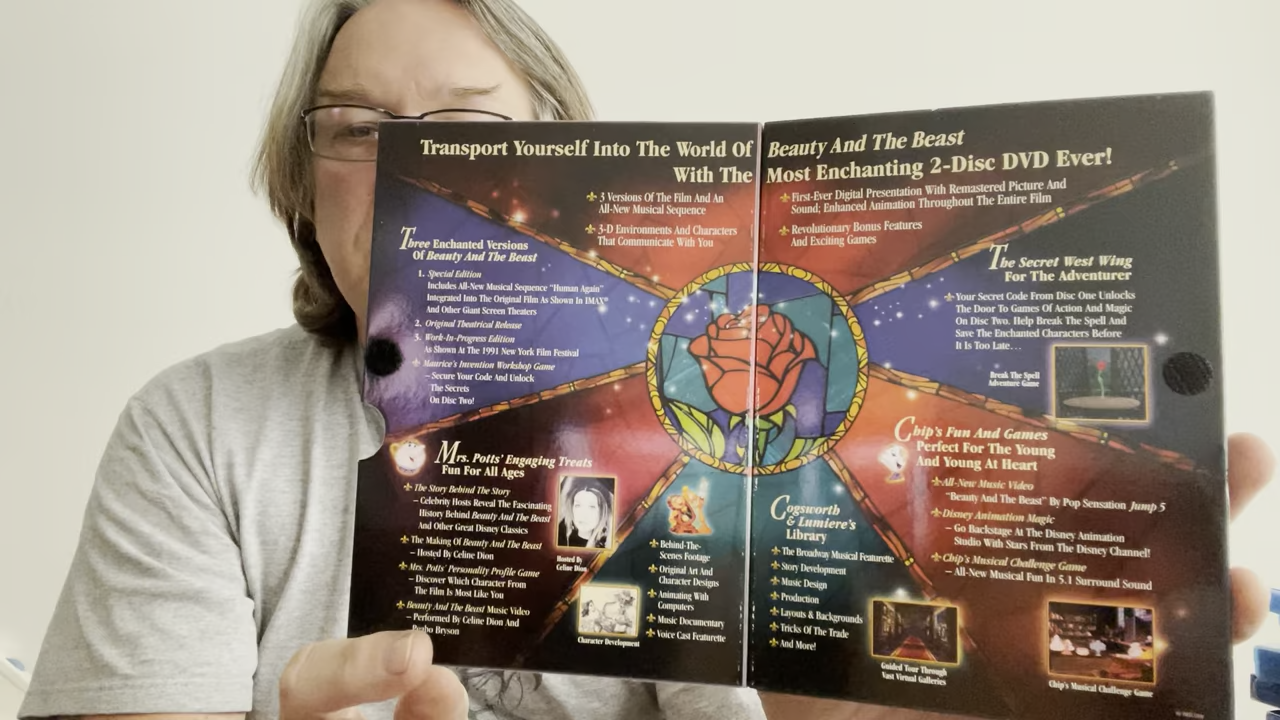 Transport Yourself Into The World Of Beauty And The Beast
With The Most Enchanting 2-Disc DVD Ever!
3 Versions Of The Film And An
All-New Musical Sequence
3-D Environments And Characters
That Communicate With You
First-Ever Digital Presentation With Remastered Picture And
Sound; Enhanced Animation Throughout The Entire Film
Revolutionary Bonus Features
And Exciting Games
Three Enchanted Versions
Of Beauty And The Beast
1. Special Edition
Includes All-New Musical Sequence "Human Again"
Integrated Into The Original Film As Shown In IMAX®
And Other Giant Screen Theaters
2. Original Theatrical Release
3. Work-In-Progress Edition
As Shown At The 1991 New York Film Festival
Maurice's Invention Workshop Game
– Secure Your Code And Unlock
The Secrets
On Disc Two!
Mrs. Potts' Engaging Treats
Fun For All Ages
The Story Behind The Story
– Celebrity Hosts Reveal The Fascinating
History Behind Beauty And The Beast
And Other Great Disney Classics
The Making Of Beauty And The Beast
– Hosted By Celine Dion
Mrs. Potts' Personality Profile Game
– Discover Which Character From
The Film Is Most Like You
Beauty And The Beast Music Video
– Performed By Celine Dion And
Peabo Bryson
Hosted By
Celine Dion
Character Development
Behind-The-
Scenes Footage
Original Art And
Character Designs
Animating With
Computers
Music Documentary
Voice Cast Featurette
Cogsworth
& Lumiere's
Library
The Broadway Musical Featurette
Story Development
Music Design
Production
Layouts & Backgrounds
Tricks Of The Trade
And More!
Guided Tour Through
Vast Virtual Galleries
The Secret West Wing
For The Adventurer
Your Secret Code From Disc One Unlocks
The Door To Games Of Action And Magic
On Disc Two. Help Break The Spell And
Save The Enchanted Characters Before
It Is Too Late...
Break The Spell
Adventure Game
Chip's Fun And Games
Perfect For The Young
And Young At Heart
All-New Music Video
"Beauty And The Beast" By Pop Sensation Jump 5
Disney Animation Magic
– Go Backstage At The Disney Animation
Studio With Stars From The Disney Channel!
Chip's Musical Challenge Game
– All-New Musical Fun In 5.1 Surround Sound
Chip's Musical Challenge Game